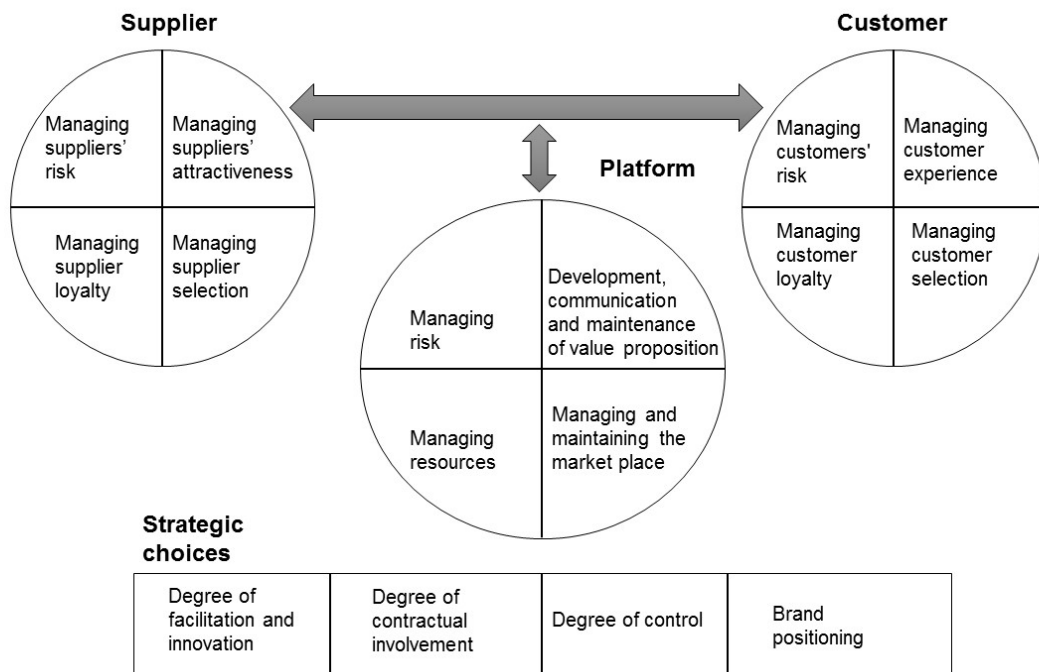 Supplier
Customer
Managing
suppliers'
risk
Managing
suppliers'
attractiveness
Managing
supplier
loyalty
Managing
supplier
selection
Platform
Managing
customers'
risk
Managing
customer
experience
Managing
customer
loyalty
Managing
customer
selection
Managing
risk
Development,
communication
and maintenance
of value proposition
Managing
resources
Managing and
maintaining the
market place
Strategic
choices
Degree of
facilitation and
innovation
Degree of
contractual
involvement
Degree of control
Brand
positioning